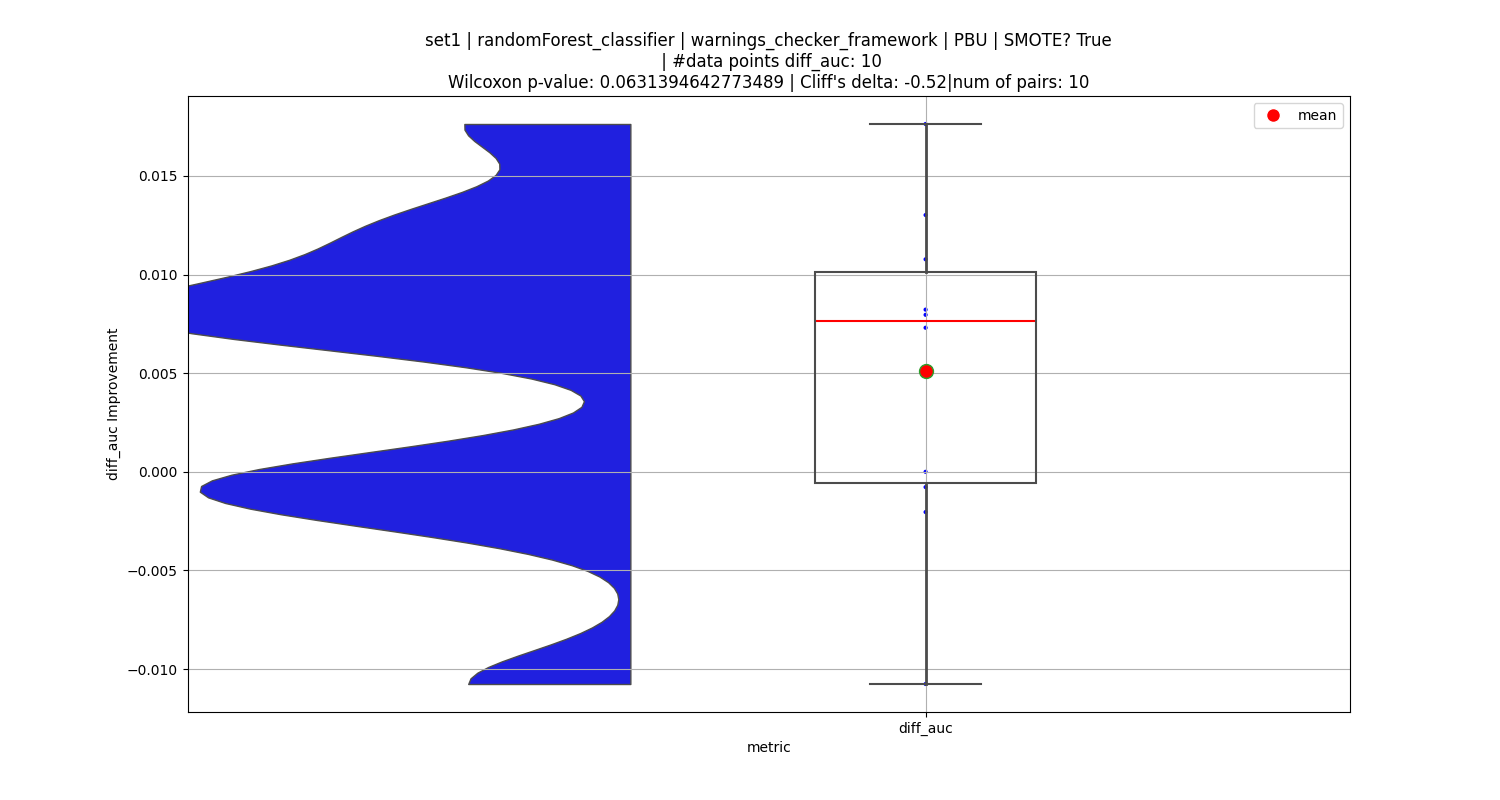 set1 | randomForest_classifier | warnings_checker_framework | PBU | SMOTE? True
| #data points diff_auc: 10
Wilcoxon p-value: 0.0631394642773489 | Cliff's delta: -0.52|num of pairs: 10
mean
0.015
0.010
0.005
0.000
−0.005
−0.010
diff_auc Improvement
diff_auc
metric